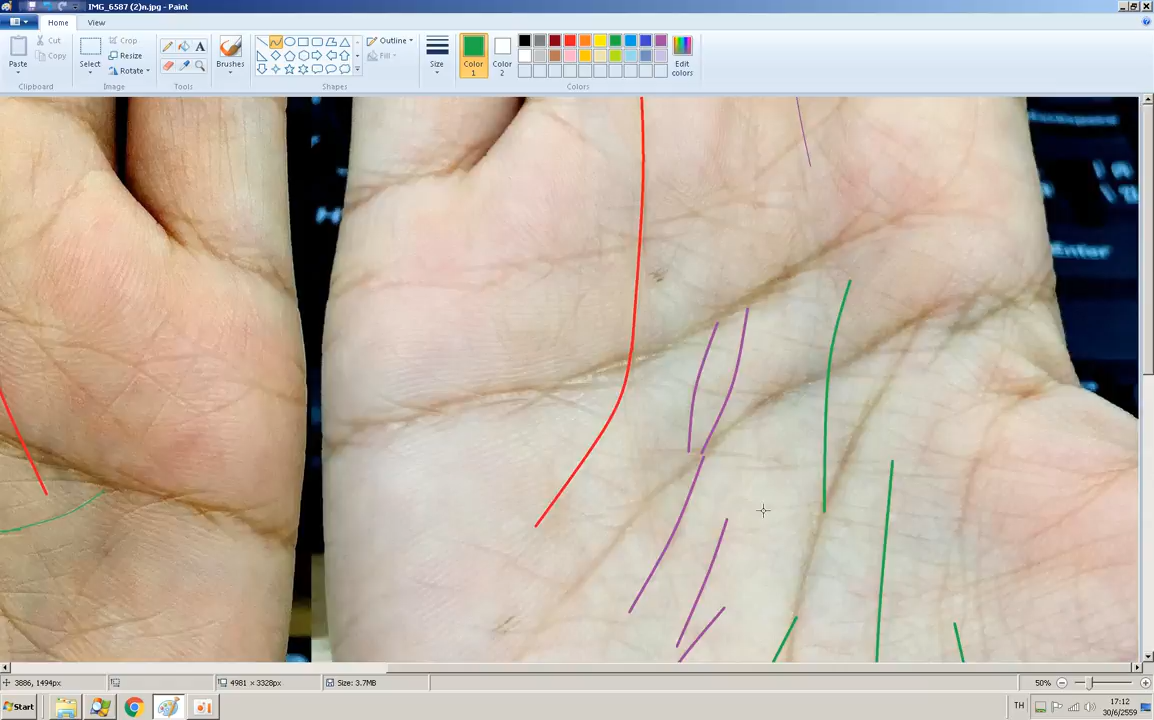 IMG_6587 (2)n.jpg - Paint
Home
View
Paste
Cut
Copy
Clipboard
Select
Crop
Resize
Rotate
Image
A
Tools
Brushes
Outline
Fill
Shapes
Size
Color 1
Color 2
Edit colors
Colors
Enter
3886, 1494px
4981 × 3328px
Size: 3.7MB
50%
Start
TH
17:12
30/6/2559